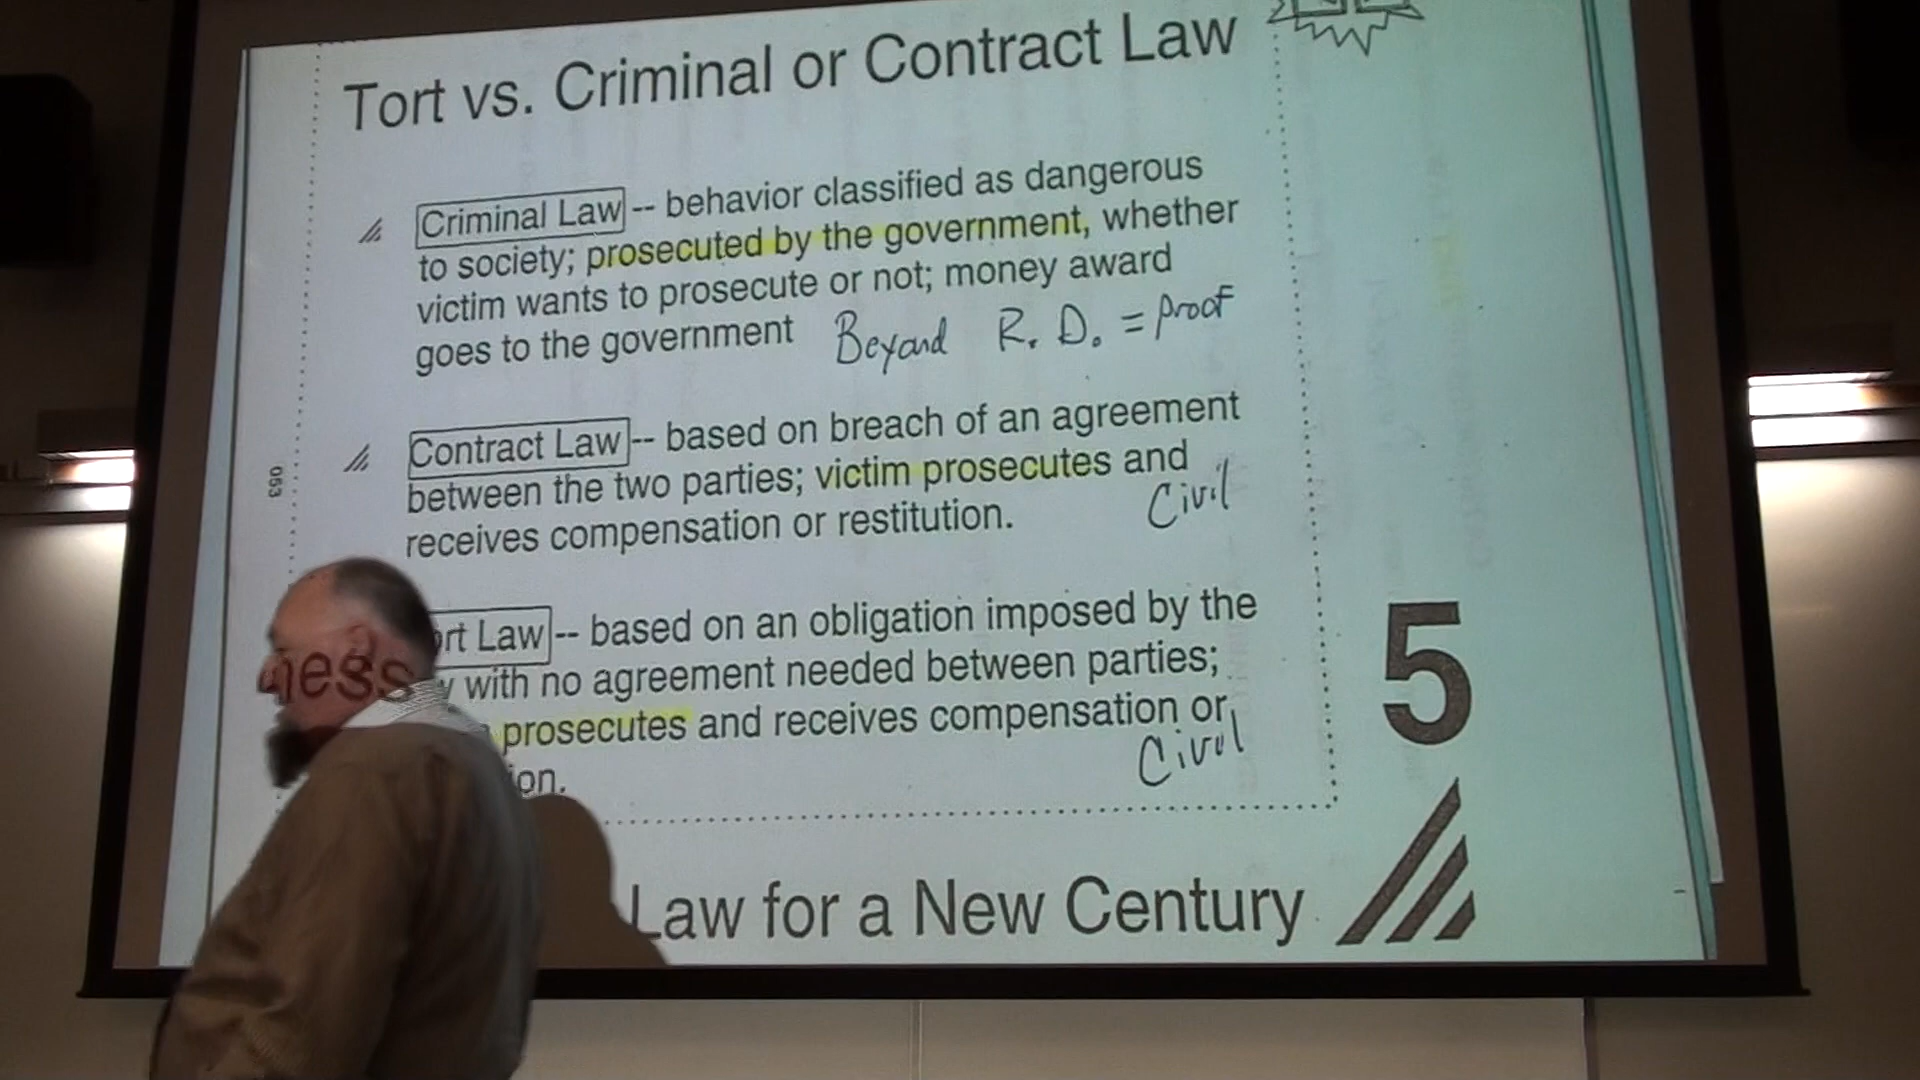 Tort vs. Criminal or Contract Law
Criminal Law -- behavior classified as dangerous
to society; prosecuted by the government, whether
victim wants to prosecute or not; money award
goes to the government Beyond R. D. = proof
Contract Law -- based on breach of an agreement
between the two parties; victim prosecutes and
receives compensation or restitution. Civil
053
ort Law -- based on an obligation imposed by the
with no agreement needed between parties;
prosecutes and receives compensation or
ion. Civil
ness
5
Law for a New Century